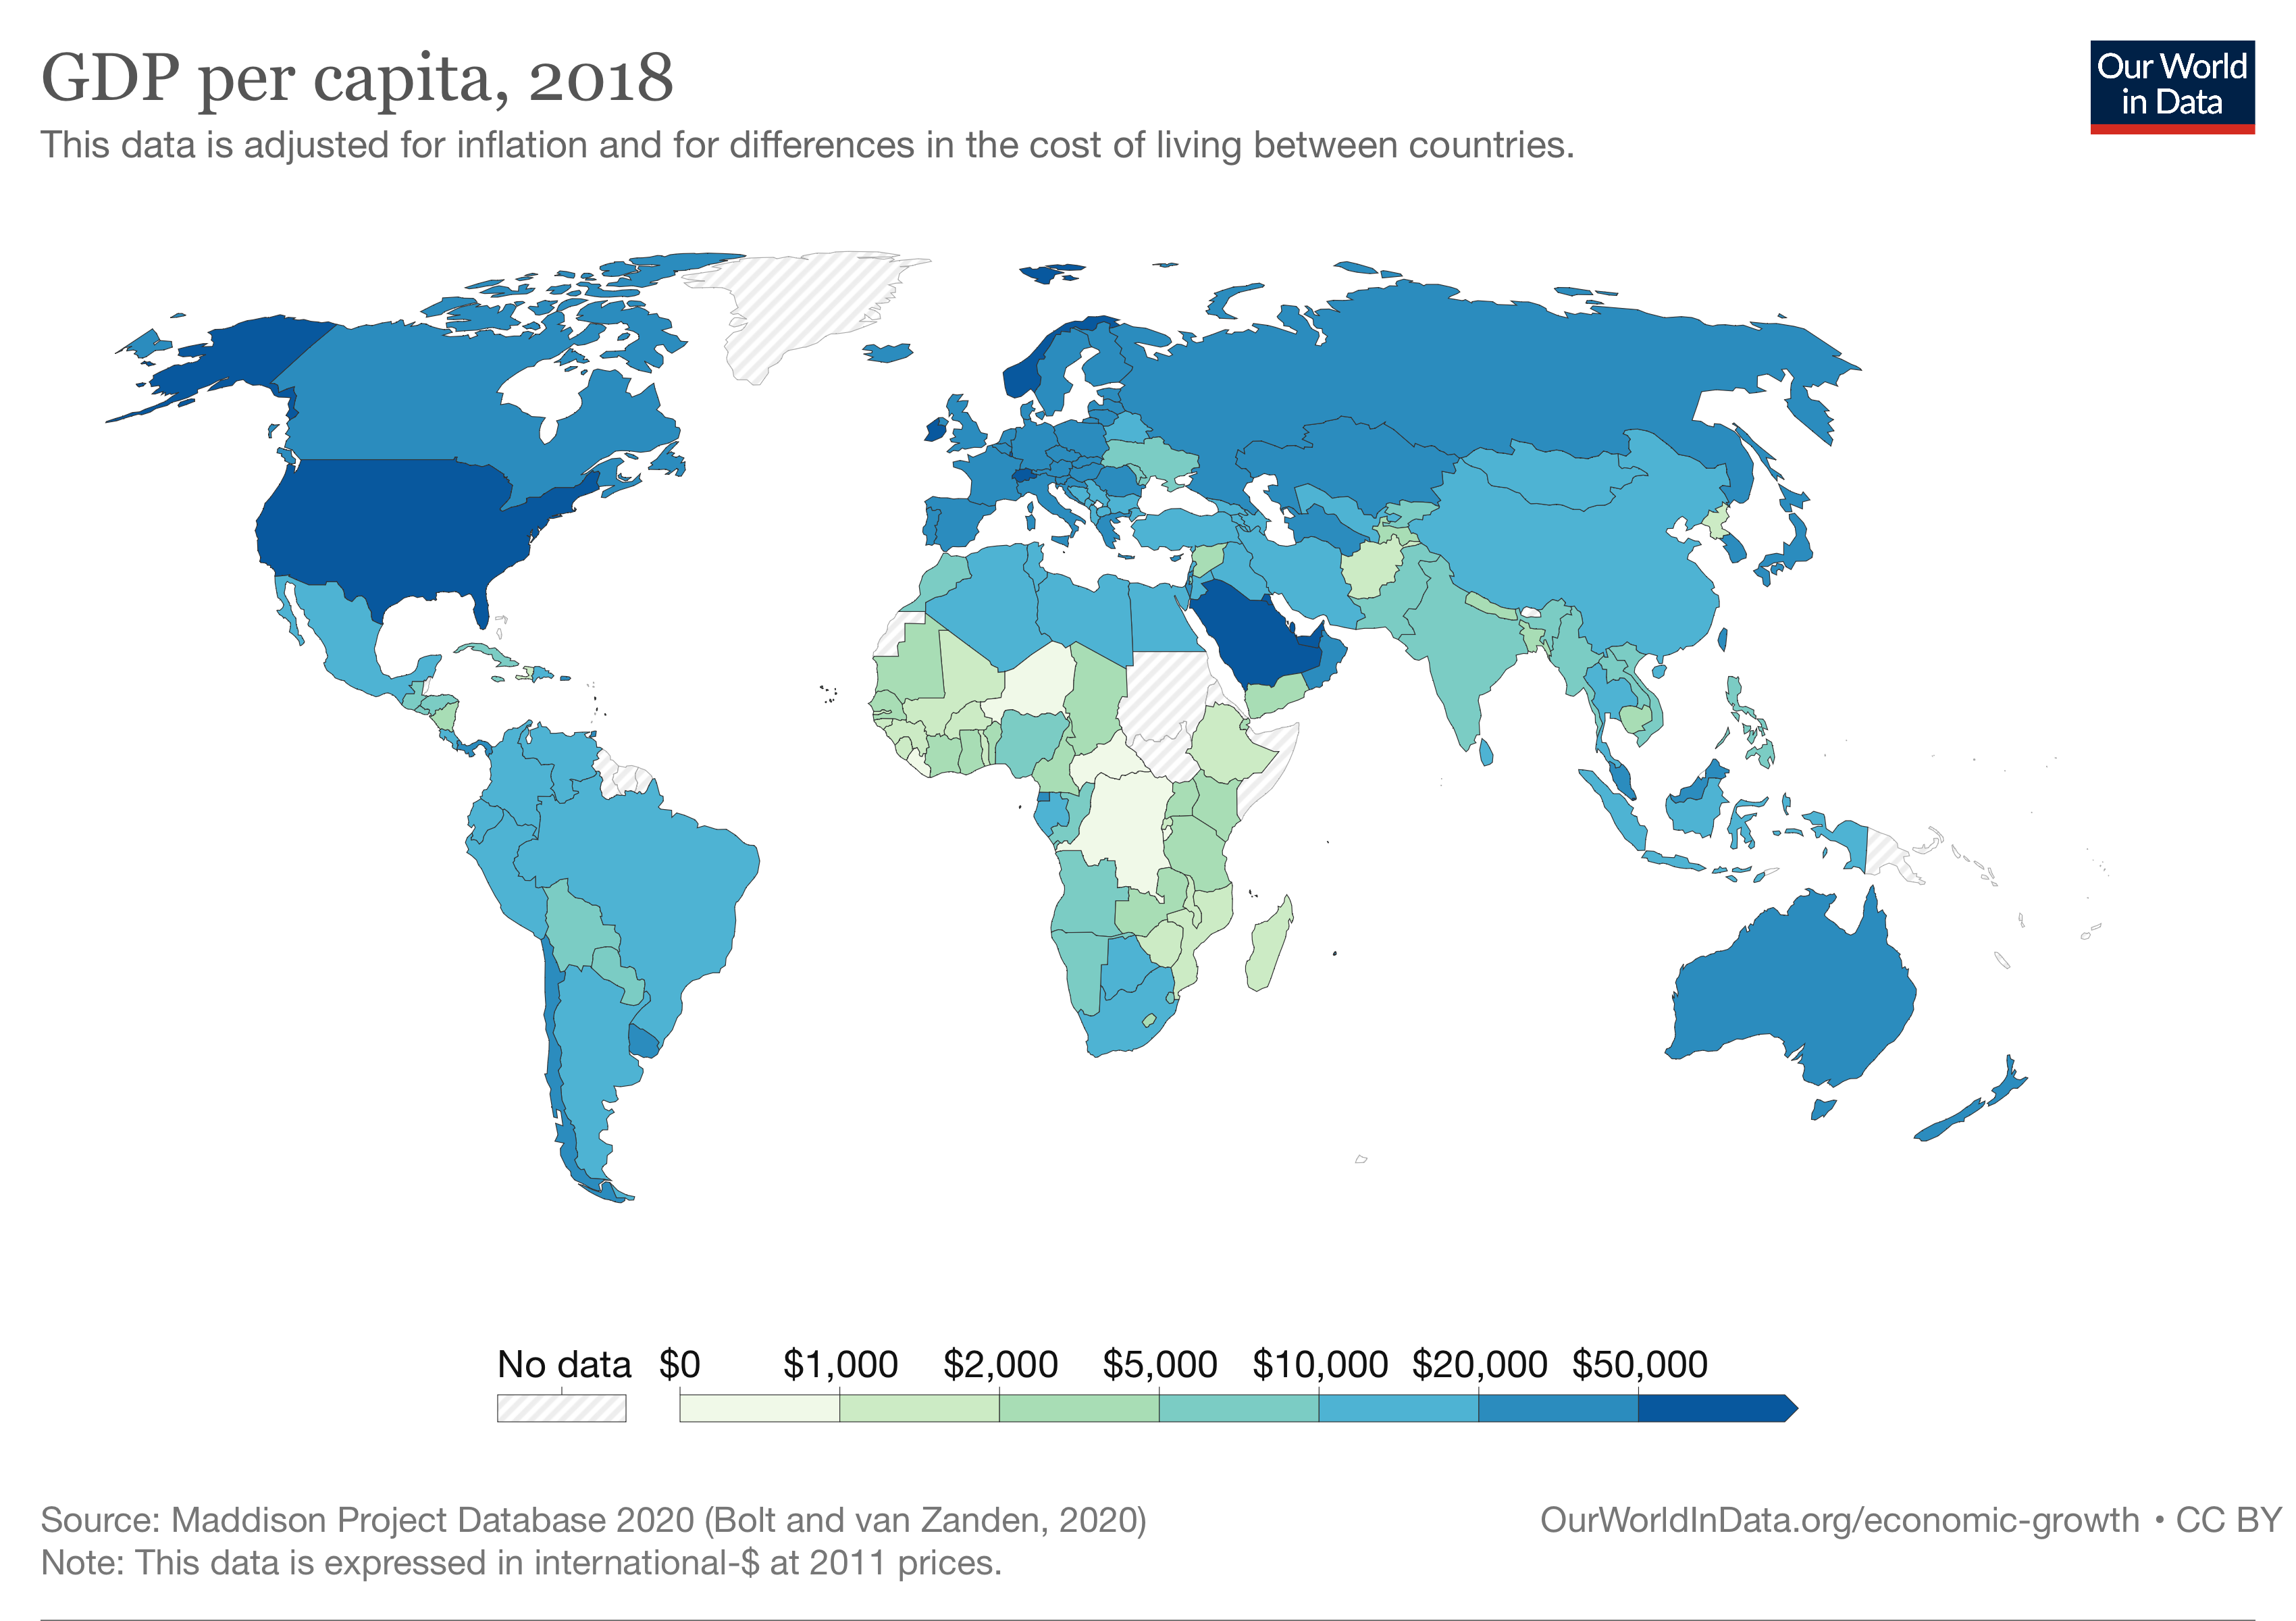 GDP per capita, 2018
Our World
in Data
This data is adjusted for inflation and for differences in the cost of living between countries.
No data $0 $1,000 $2,000 $5,000 $10,000 $20,000 $50,000
Source: Maddison Project Database 2020 (Bolt and van Zanden, 2020) OurWorldInData.org/economic-growth • CC BY
Note: This data is expressed in international-$ at 2011 prices.